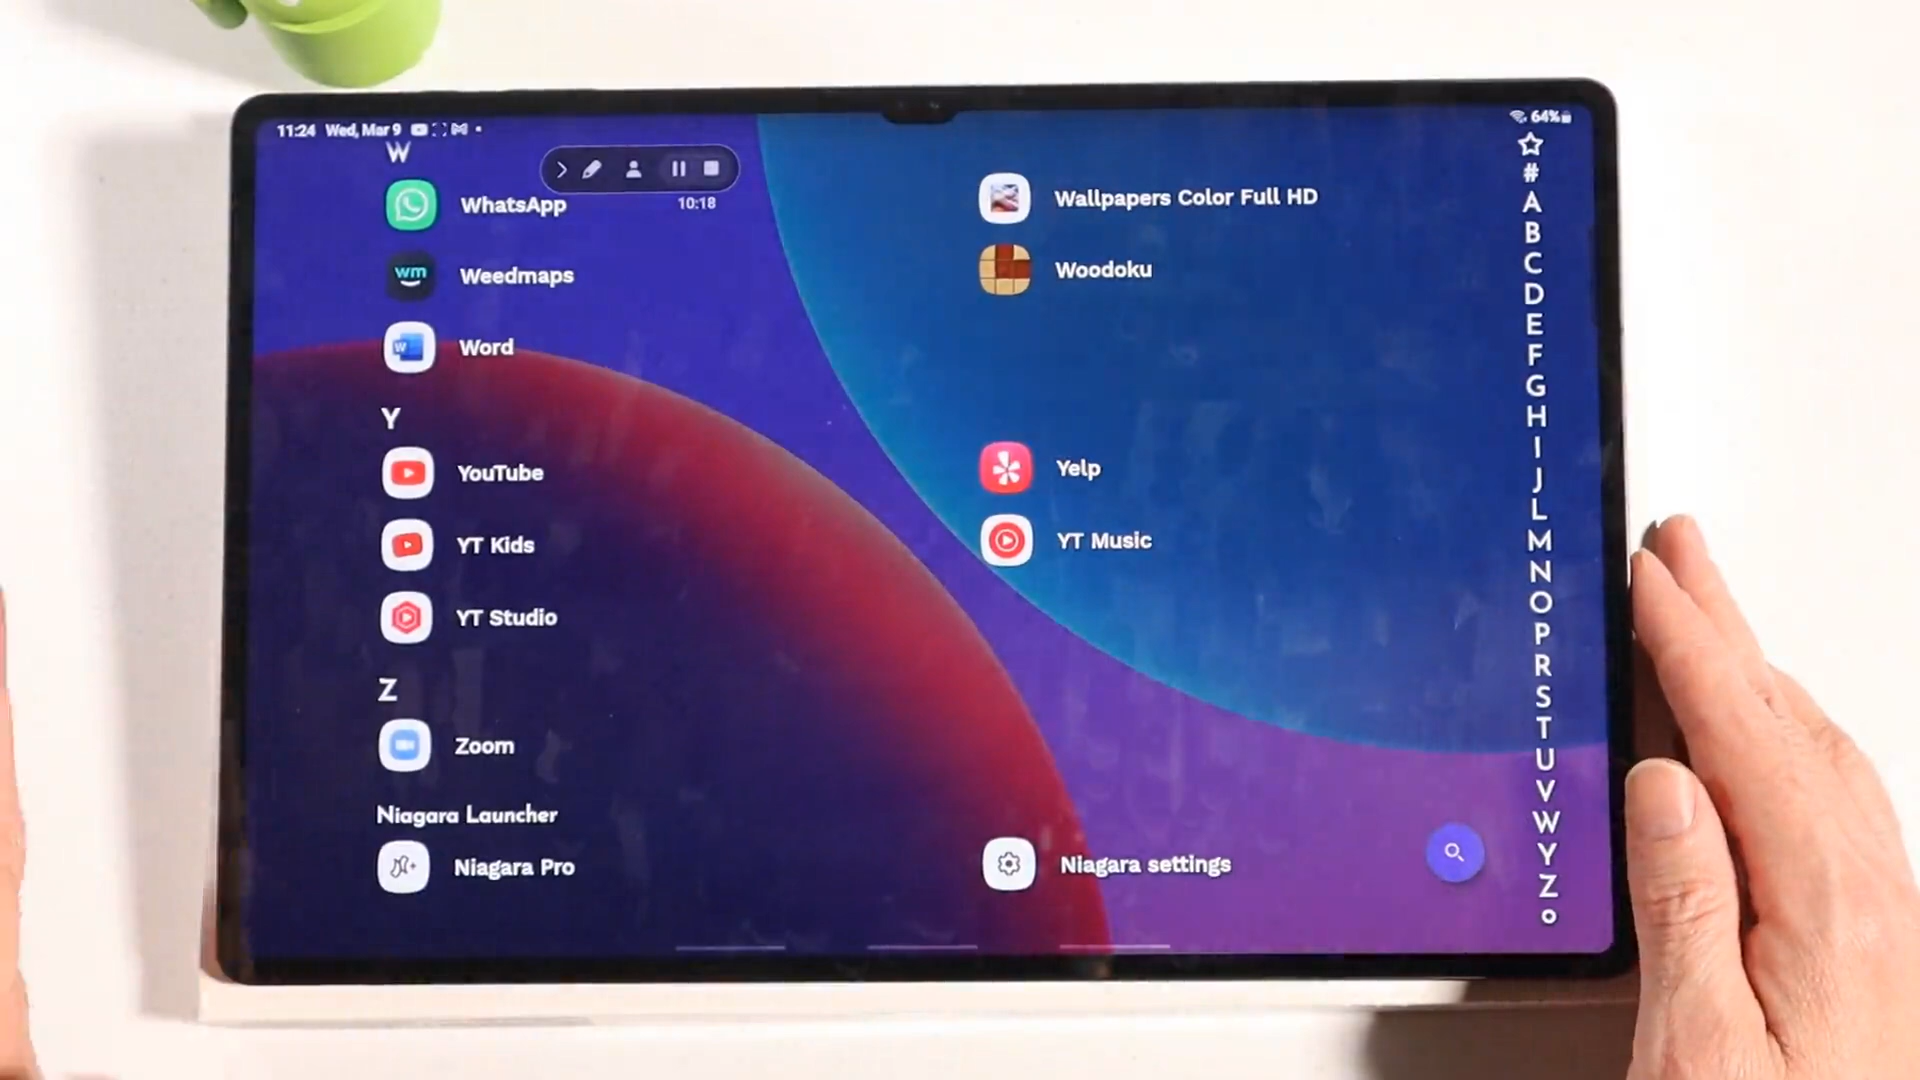 11:24 Wed, Mar 9
64%
W
WhatsApp
10:18
Wallpapers Color Full HD
wm
Weedmaps
Woodoku
W
Word
Y
YouTube
Yelp
YT Kids
YT Music
YT Studio
Z
Zoom
Niagara Launcher
Niagara Pro
Niagara settings
#
A
B
C
D
E
F
G
H
I
J
L
M
N
O
P
R
S
T
U
V
W
Y
Z